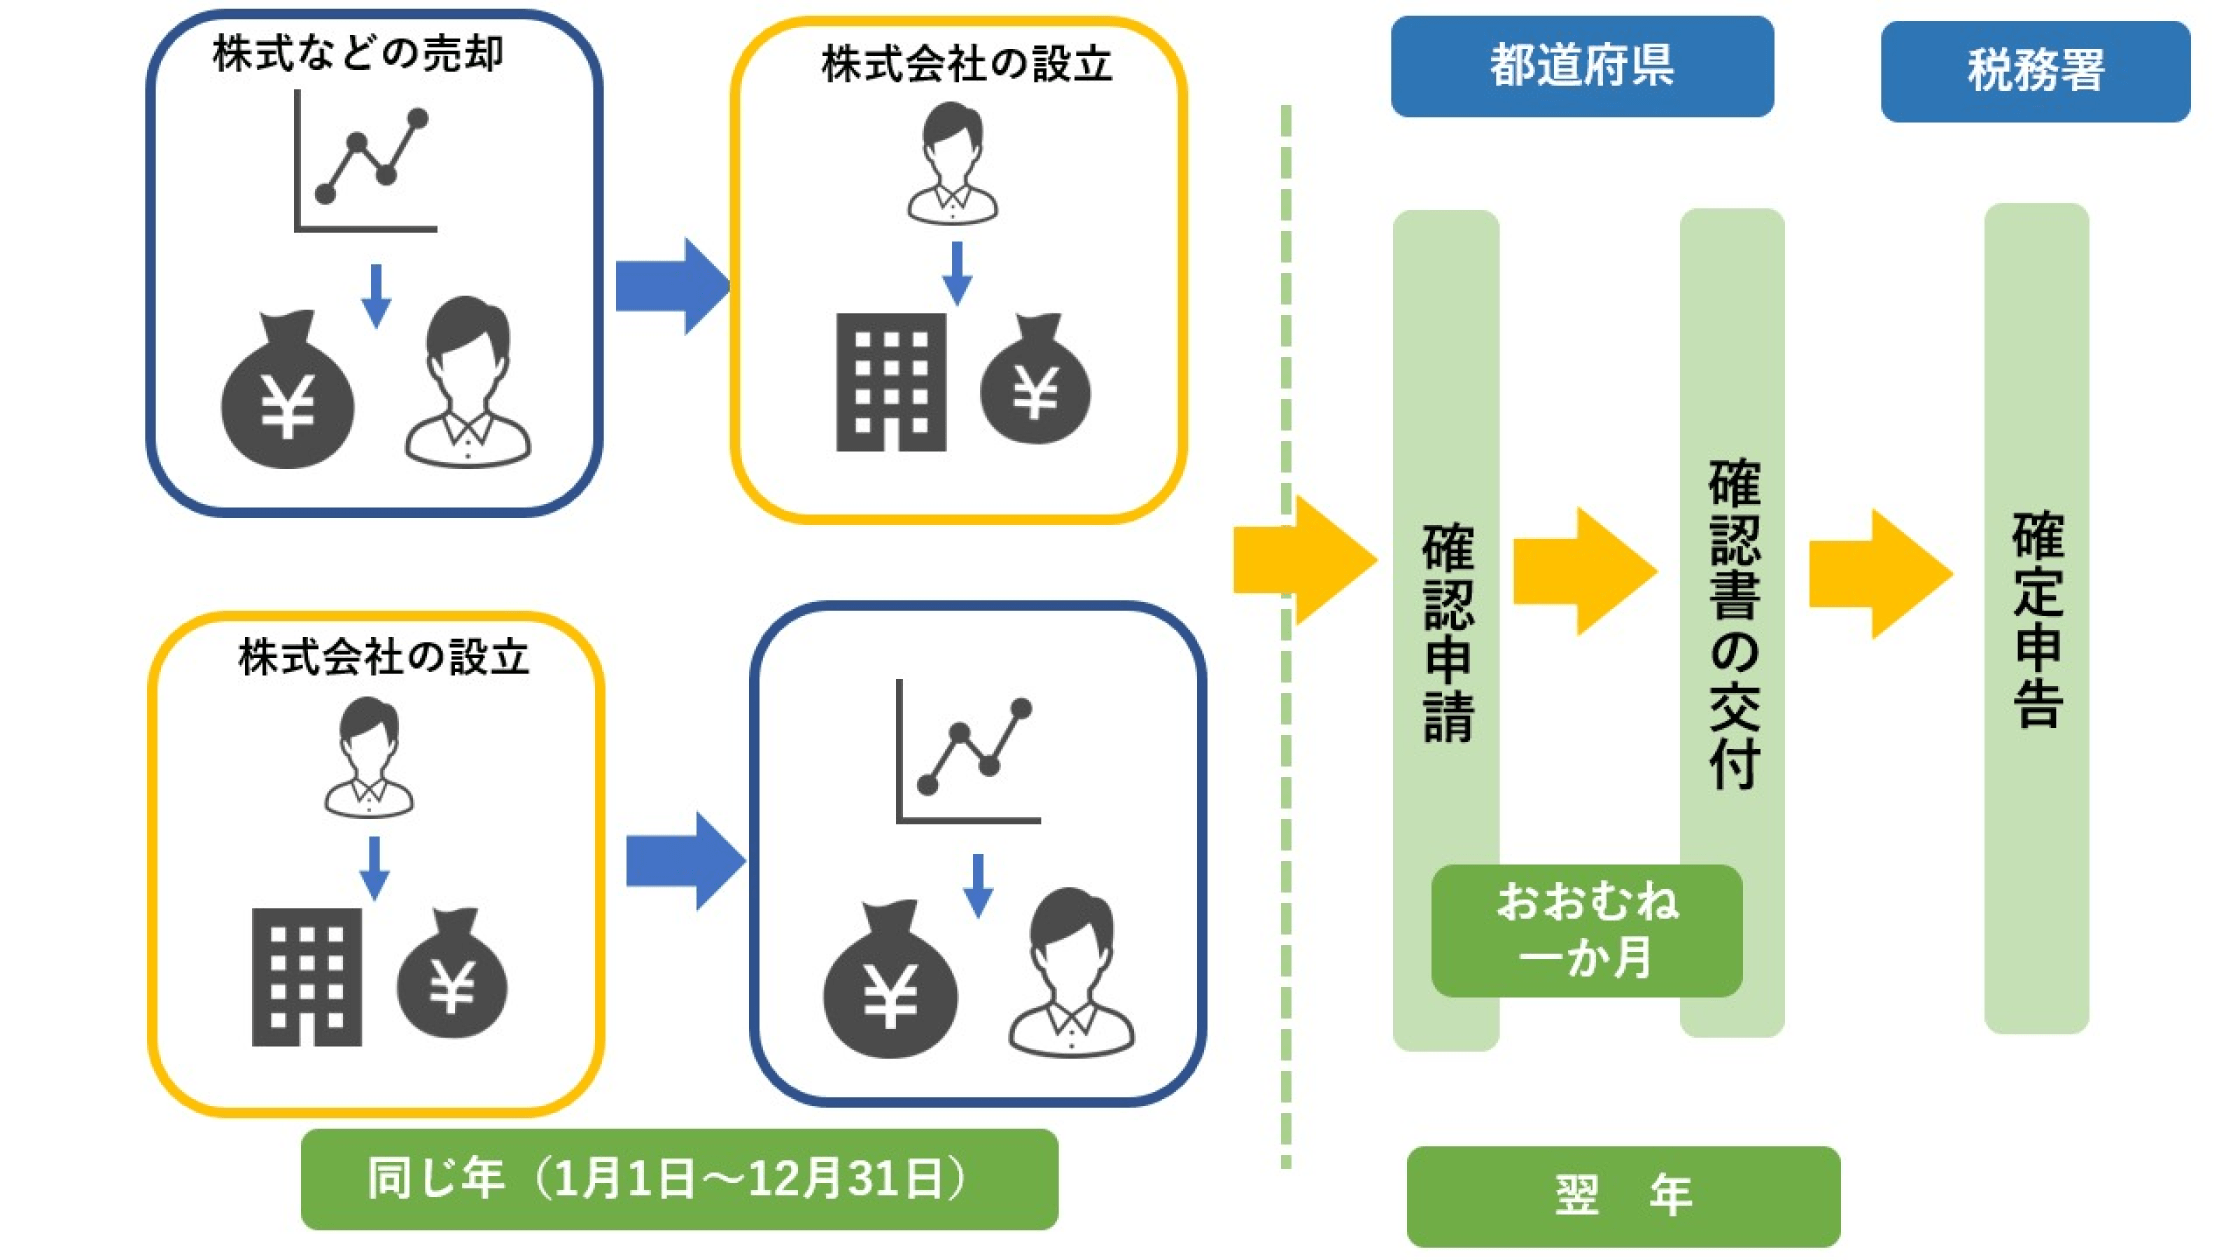 株式などの売却
¥
株式会社の設立
¥
株式会社の設立
¥
¥
同じ年（1月1日～12月31日）
都道府県
税務署
確認申請
確認書の交付
確定申告
おおむね
一か月
翌　年